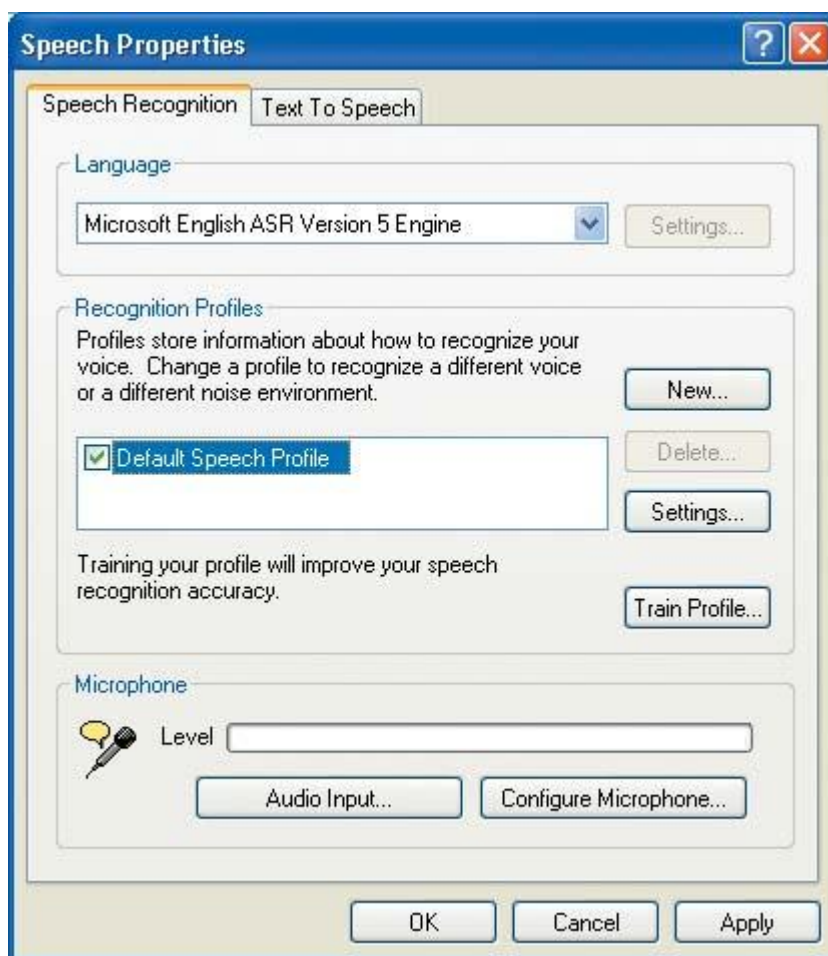 Speech Properties
?
Speech Recognition
Text To Speech
Language
Microsoft English ASR Version 5 Engine
Settings...
Recognition Profiles
Profiles store information about how to recognize your
voice. Change a profile to recognize a different voice
or a different noise environment.
New...
Default Speech Profile
Delete...
Settings...
Training your profile will improve your speech
recognition accuracy.
Train Profile...
Microphone
Level
Audio Input...
Configure Microphone...
OK
Cancel
Apply